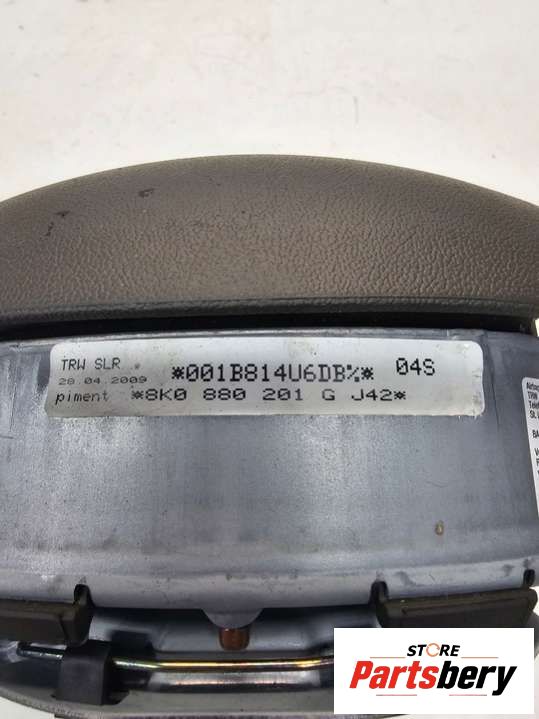 TRW SLR
28.04.2009
*001B814U6DB%* 04S
piment *8K0 880 201 G J42*
STORE
Partsbery